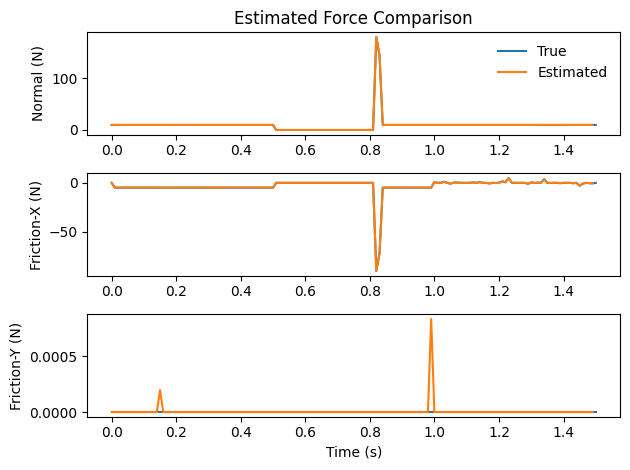 Estimated Force Comparison
Normal (N)
100
0
True
Estimated
0.0 0.2 0.4 0.6 0.8 1.0 1.2 1.4
Friction-X (N)
0
−50
0.0 0.2 0.4 0.6 0.8 1.0 1.2 1.4
Friction-Y (N)
0.0005
0.0000
0.0 0.2 0.4 0.6 0.8 1.0 1.2 1.4
Time (s)